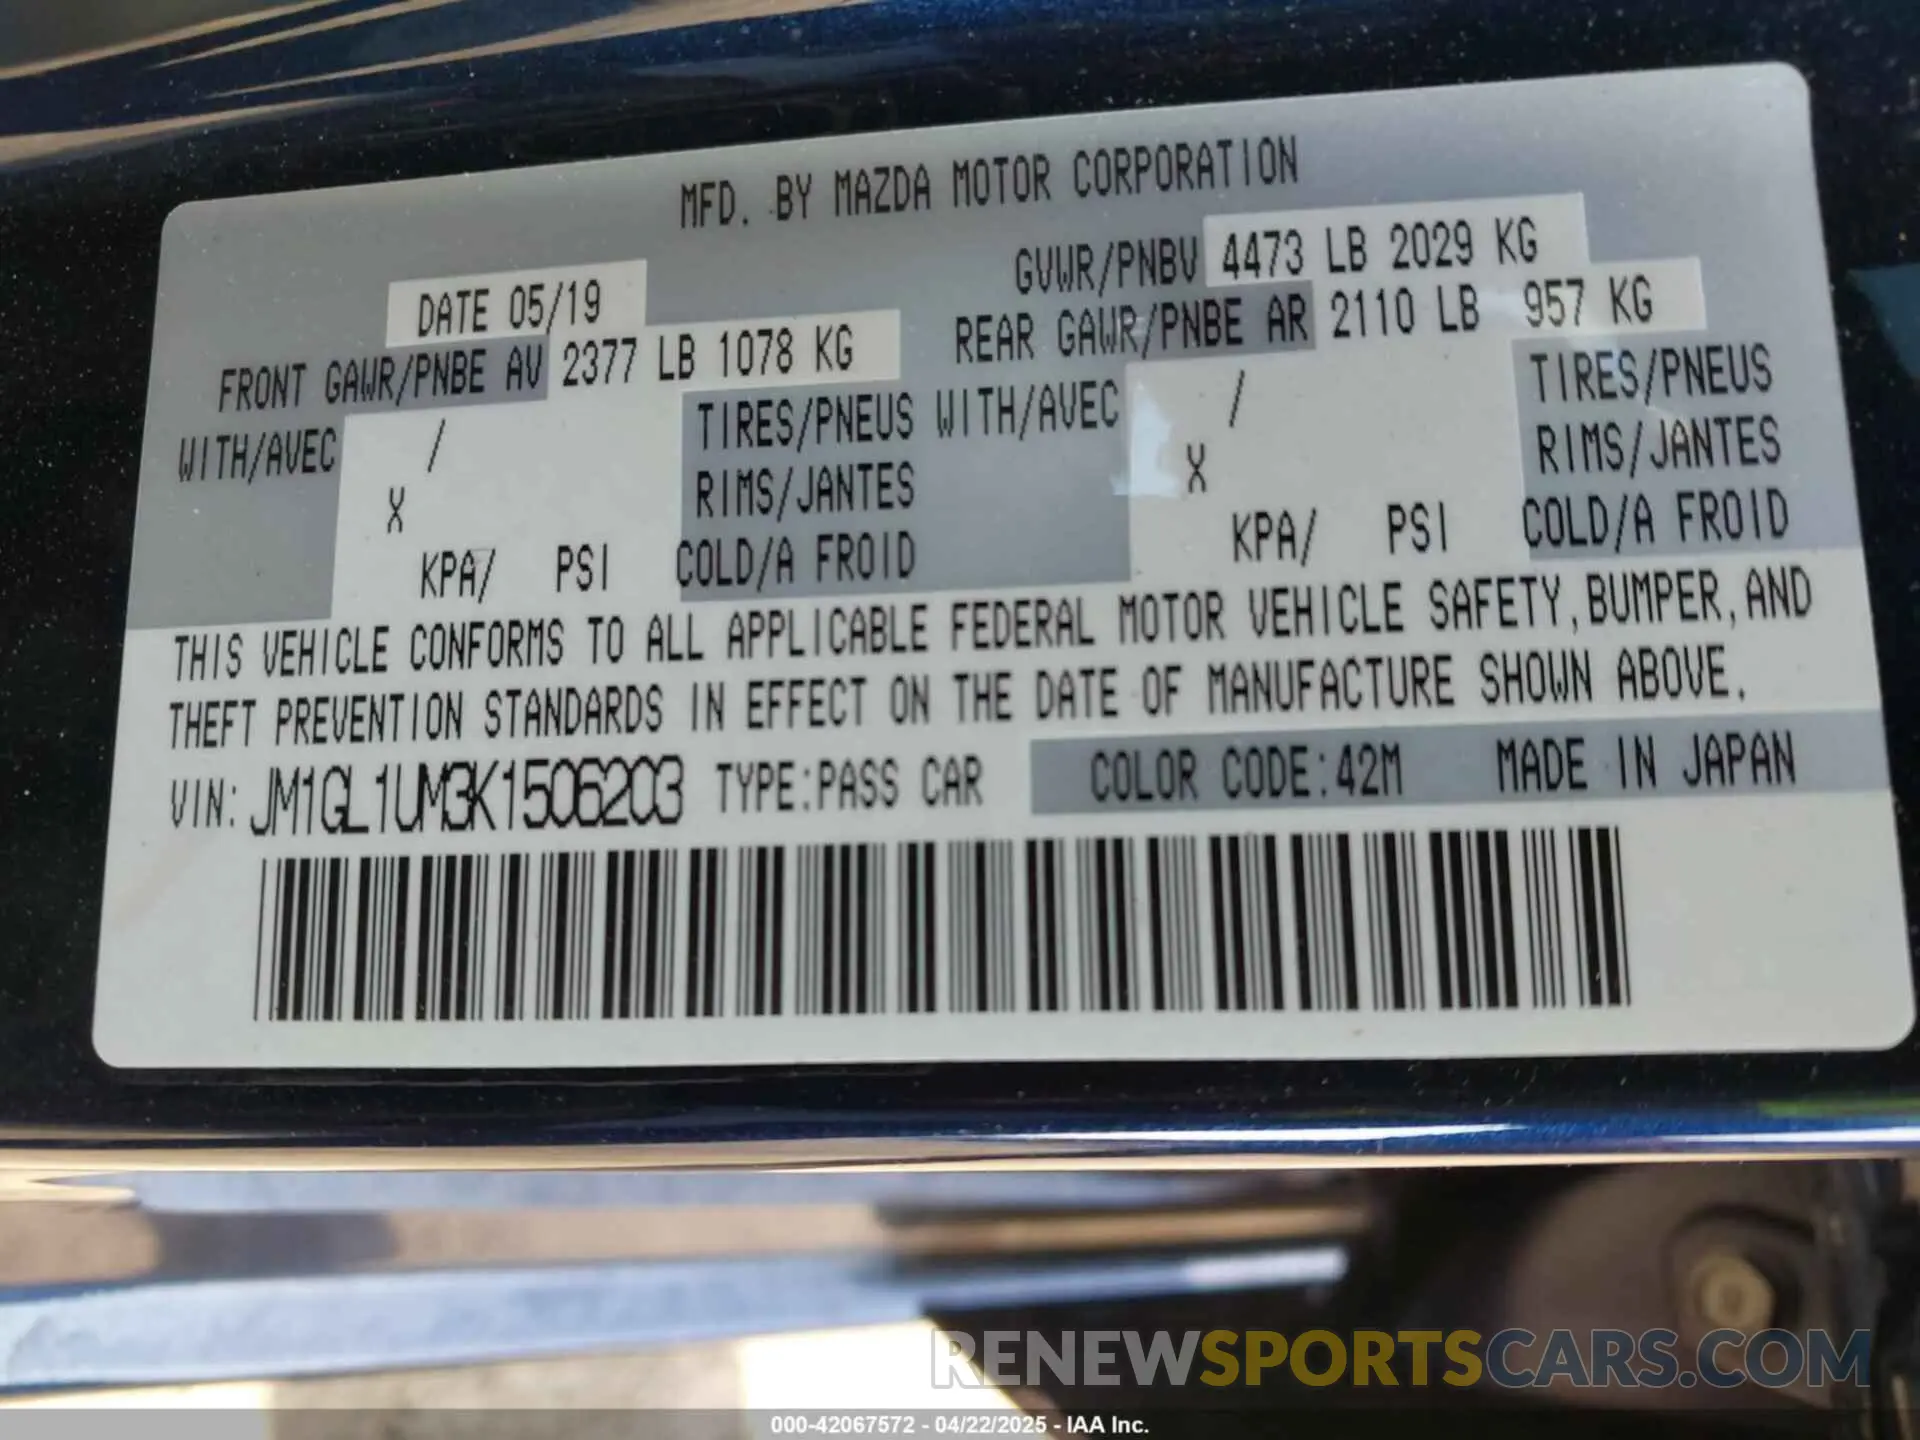 MFD. BY MAZDA MOTOR CORPORATION
DATE 05/19 GVWR/PNBV 4473 LB 2029 KG
FRONT GAWR/PNBE AV 2377 LB 1078 KG REAR GAWR/PNBE AR 2110 LB 957 KG
WITH/AVEC / TIRES/PNEUS WITH/AVEC / TIRES/PNEUS
X RIMS/JANTES X RIMS/JANTES
KPA/ PSI COLD/A FROID KPA/ PSI COLD/A FROID
THIS VEHICLE CONFORMS TO ALL APPLICABLE FEDERAL MOTOR VEHICLE SAFETY, BUMPER, AND
THEFT PREVENTION STANDARDS IN EFFECT ON THE DATE OF MANUFACTURE SHOWN ABOVE.
VIN: JM1GL1UM3K1506203 TYPE: PASS CAR COLOR CODE: 42M MADE IN JAPAN
RENEWSPORTSCARS.COM
000-42067572 - 04/22/2025 - IAA Inc.